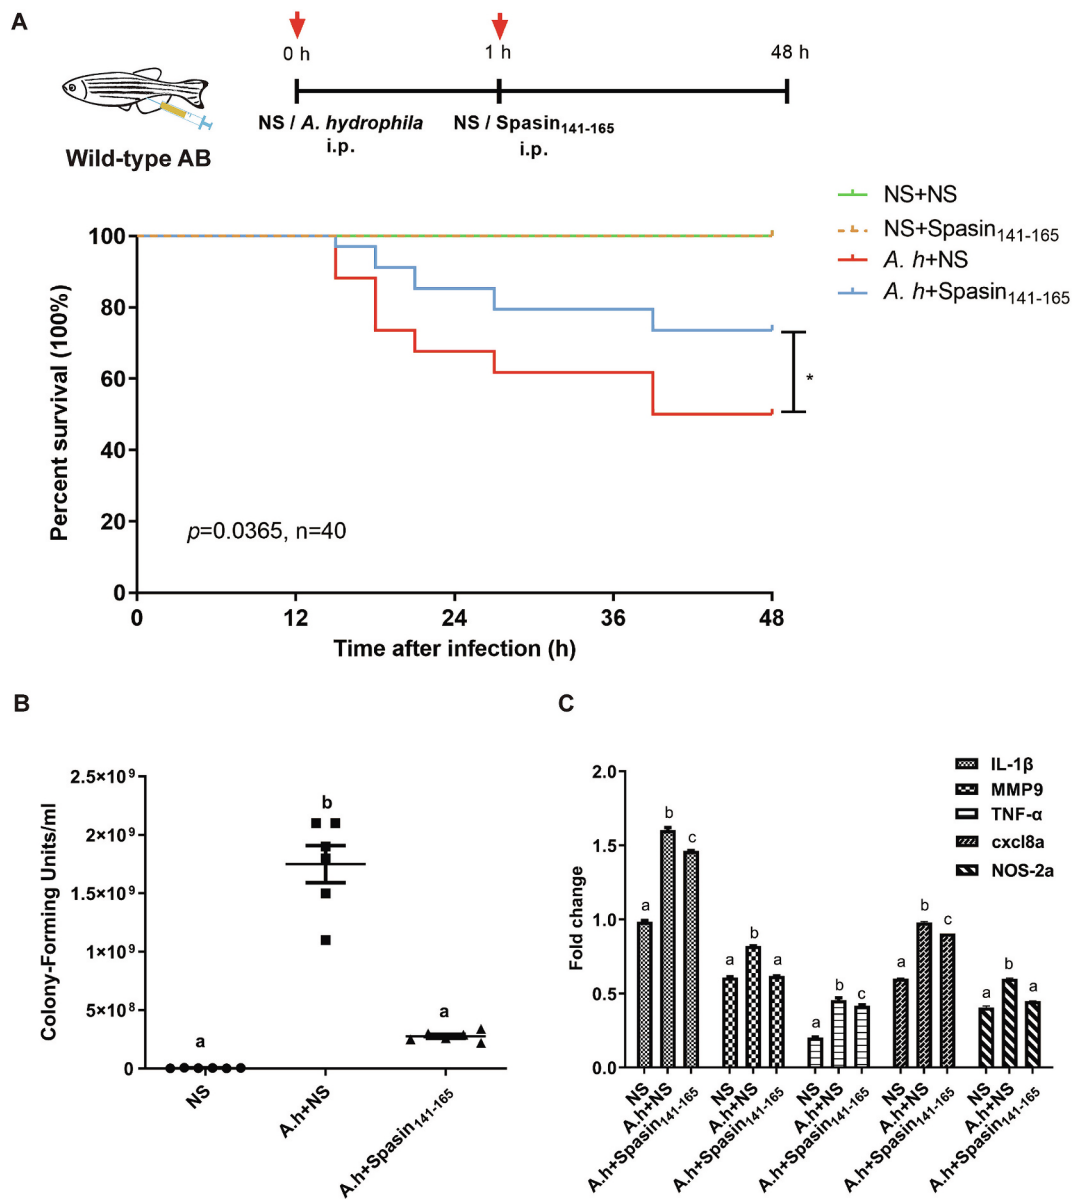 A
0 h
1 h
48 h
NS / A. hydrophila
i.p.
NS / Spasin141-165
i.p.
Wild-type AB
NS+NS
NS+Spasin141-165
A. h+NS
A. h+Spasin141-165
Percent survival (100%)
100
80
60
40
20
0
*
p=0.0365, n=40
0
12
24
36
48
Time after infection (h)
B
Colony-Forming Units/ml
2.5×10⁹
2×10⁹
1.5×10⁹
1×10⁹
5×10⁸
0
a
b
a
NS
A.h+NS
A.h+Spasin141-165
C
IL-1β
MMP9
TNF-α
cxcl8a
NOS-2a
Fold change
2.0
1.5
1.0
0.5
0.0
a
b
c
a
b
a
a
b
c
a
b
c
a
b
a
NS
A.h+NS
A.h+Spasin141-165
NS
A.h+NS
A.h+Spasin141-165
NS
A.h+NS
A.h+Spasin141-165
NS
A.h+NS
A.h+Spasin141-165
NS
A.h+NS
A.h+Spasin141-165